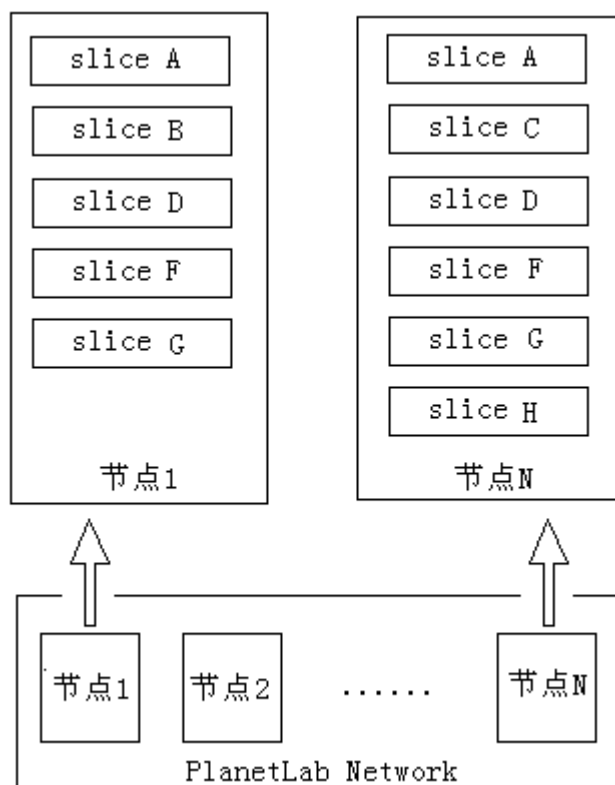 slice A
slice B
slice D
slice F
slice G
节点1
slice A
slice C
slice D
slice F
slice G
slice H
节点N
节点1
节点2
......
节点N
PlanetLab Network